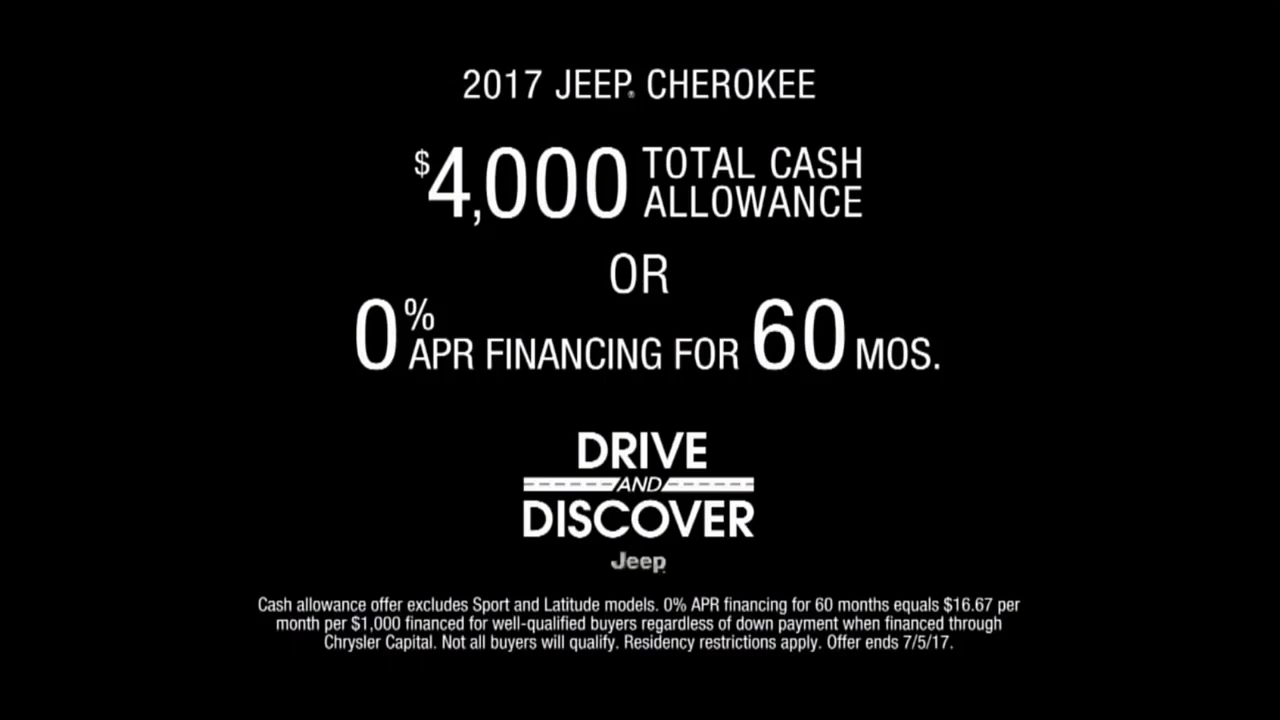 2017 JEEP® CHEROKEE
$4,000 TOTAL CASH
ALLOWANCE
OR
0% APR FINANCING FOR 60 MOS.
DRIVE
AND
DISCOVER
Jeep
Cash allowance offer excludes Sport and Latitude models. 0% APR financing for 60 months equals $16.67 per
month per $1,000 financed for well-qualified buyers regardless of down payment when financed through
Chrysler Capital. Not all buyers will qualify. Residency restrictions apply. Offer ends 7/5/17.